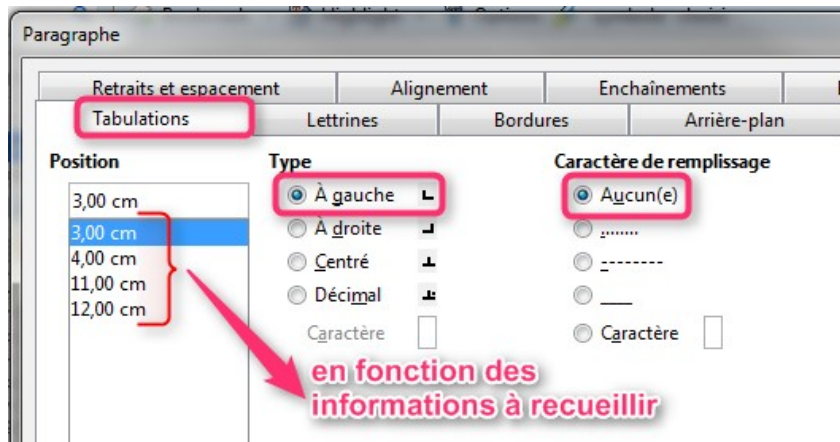 Paragraphe
Retraits et espacement Alignement Enchaînements
Tabulations Lettrines Bordures Arrière-plan
Position Type Caractère de remplissage
3,00 cm À gauche Aucun(e)
3,00 cm À droite ........
4,00 cm Centré --------
11,00 cm Décimal ___
12,00 cm
Caractère Caractère
en fonction des
informations à recueillir